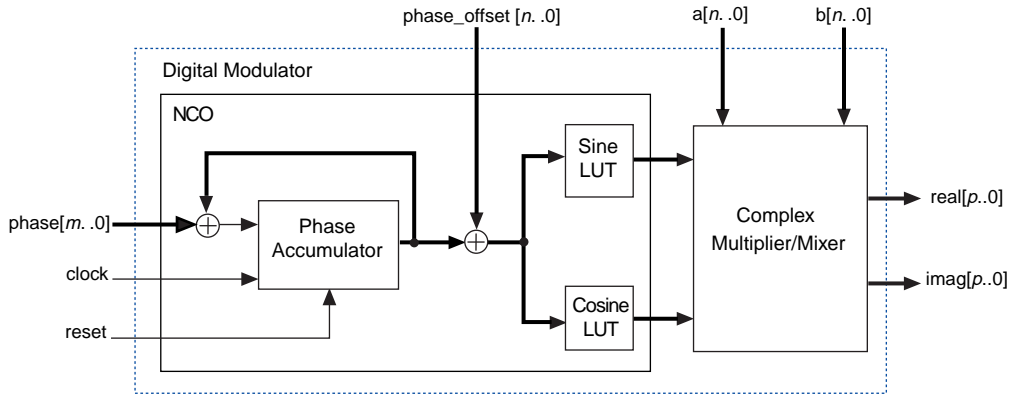 phase_offset [n. .0]
a[n. .0]
b[n. .0]
Digital Modulator
NCO
Sine
LUT
phase[m. .0]
Phase
Accumulator
Complex
Multiplier/Mixer
real[p..0]
clock
imag[p..0]
Cosine
LUT
reset